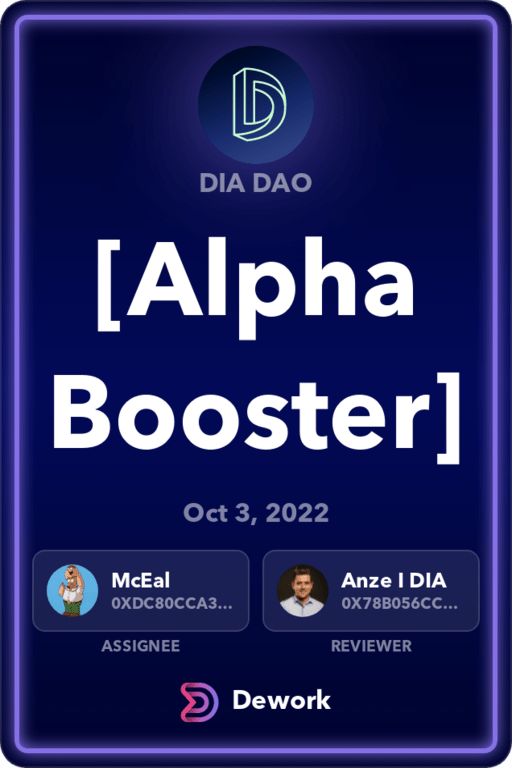 DIA DAO
[Alpha
Booster]
Oct 3, 2022
McEal
0XDC80CCA3...
ASSIGNEE
Anze I DIA
0X78B056CC...
REVIEWER
Dework